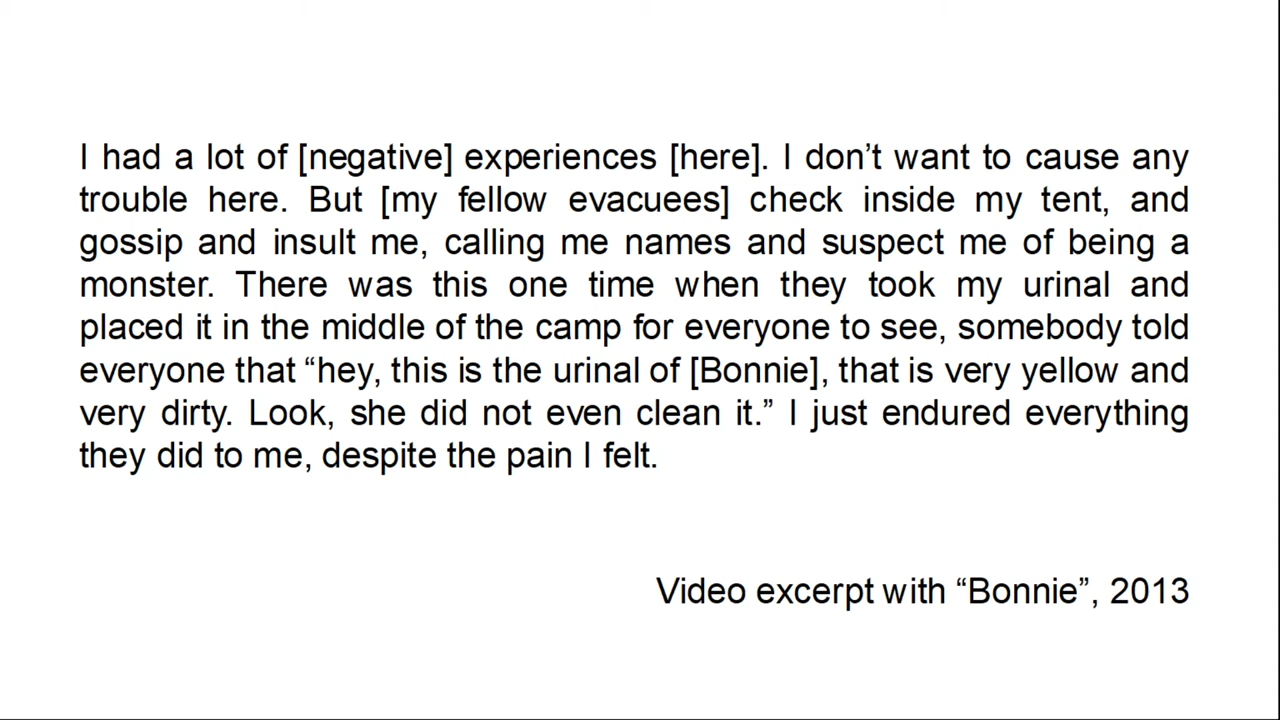 I had a lot of [negative] experiences [here]. I don’t want to cause any
trouble here. But [my fellow evacuees] check inside my tent, and
gossip and insult me, calling me names and suspect me of being a
monster. There was this one time when they took my urinal and
placed it in the middle of the camp for everyone to see, somebody told
everyone that “hey, this is the urinal of [Bonnie], that is very yellow and
very dirty. Look, she did not even clean it.” I just endured everything
they did to me, despite the pain I felt.
Video excerpt with “Bonnie”, 2013